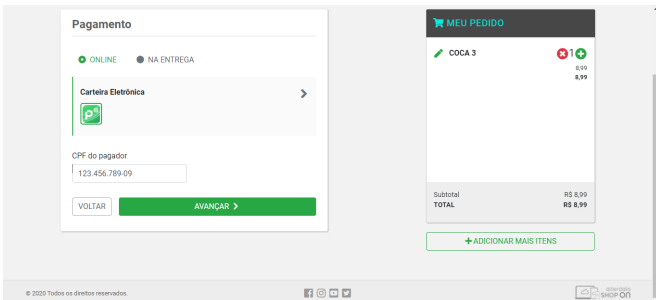 Pagamento
ONLINE
NA ENTREGA
Carteira Eletrônica
CPF do pagador
123.456.789-09
VOLTAR
AVANÇAR
MEU PEDIDO
COCA 3
1
8,99
8,99
Subtotal R$ 8,99
TOTAL R$ 8,99
+ ADICIONAR MAIS ITENS
© 2020 Todos os direitos reservados.
SHOP ON